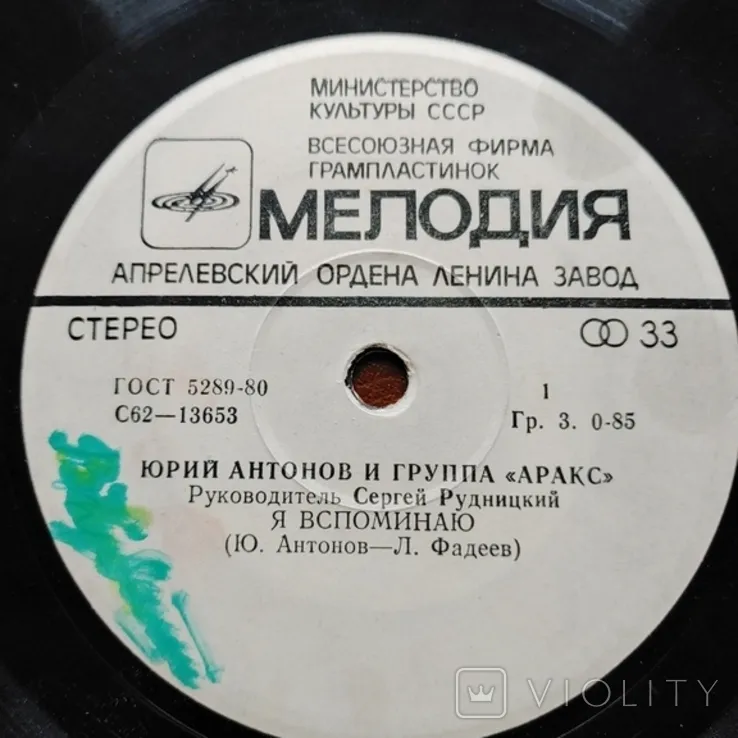 МИНИСТЕРСТВО
КУЛЬТУРЫ СССР
ВСЕСОЮЗНАЯ ФИРМА
ГРАМПЛАСТИНОК
МЕЛОДИЯ
АПРЕЛЕВСКИЙ ОРДЕНА ЛЕНИНА ЗАВОД
СТЕРЕО 33
ГОСТ 5289-80 1
С62—13653 Гр. 3. 0-85
ЮРИЙ АНТОНОВ И ГРУППА «АРАКС»
Руководитель Сергей Рудницкий
Я ВСПОМИНАЮ
(Ю. Антонов—Л. Фадеев)
VIOLITY